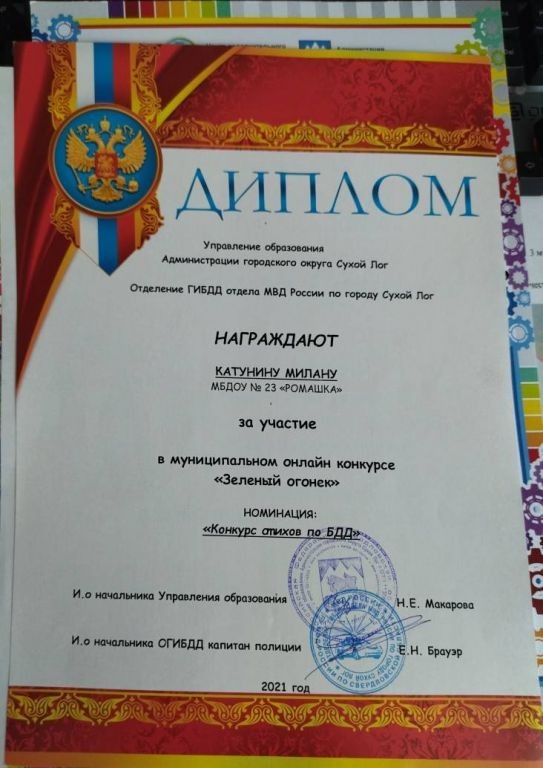 ДИПЛОМ
Управление образования
Администрации городского округа Сухой Лог
Отделение ГИБДД отдела МВД России по городу Сухой Лог
НАГРАЖДАЮТ
КАТУНИНУ МИЛАНУ
МБДОУ № 23 «РОМАШКА»
за участие
в муниципальном онлайн конкурсе
«Зеленый огонек»
НОМИНАЦИЯ:
«Конкурс стихов по БДД»
И.о начальника Управления образования Н.Е. Макарова
И.о начальника ОГИБДД капитан полиции Е.Н. Брауэр
2021 год